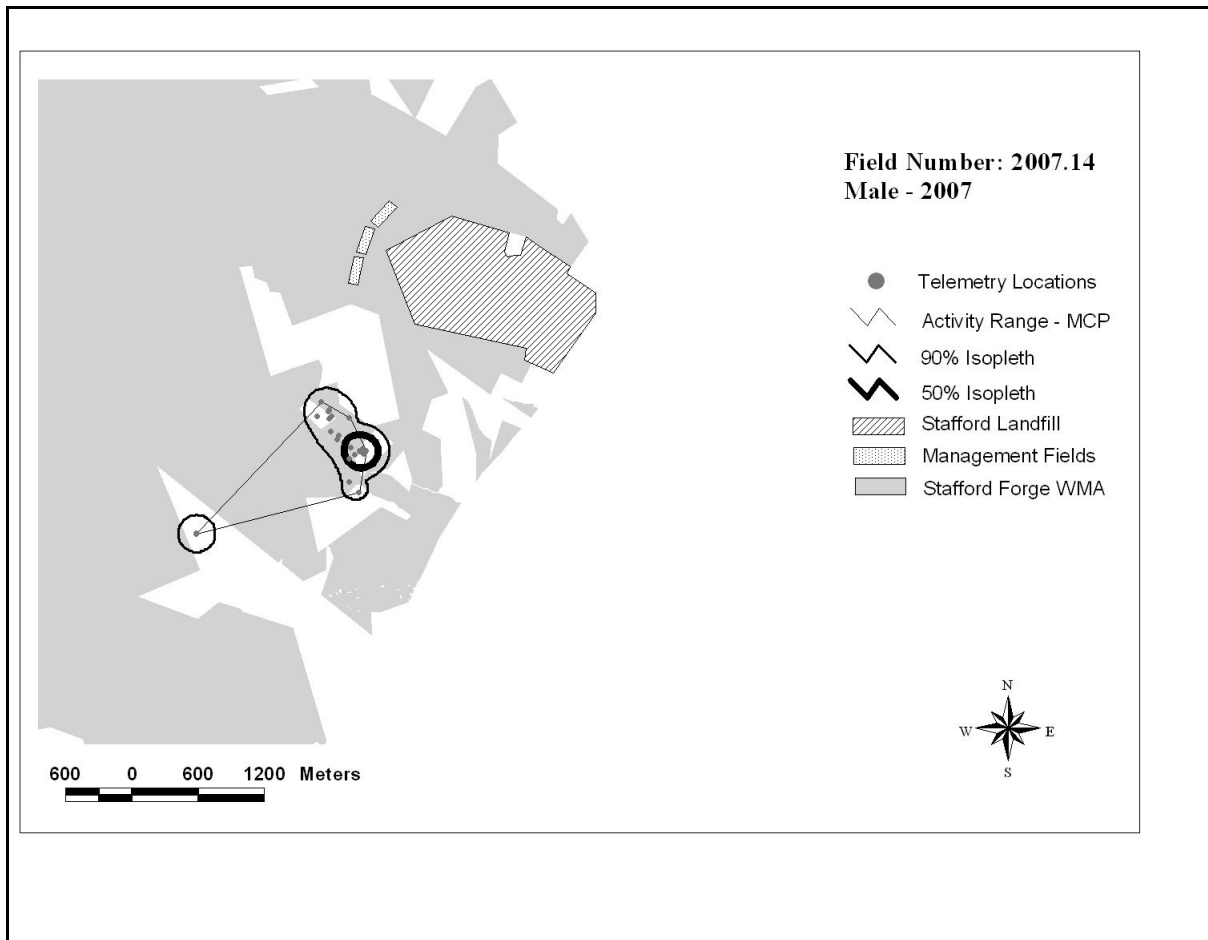 Field Number: 2007.14
Male - 2007
Telemetry Locations
Activity Range - MCP
90% Isopleth
50% Isopleth
Stafford Landfill
Management Fields
Stafford Forge WMA
N
W E
S
600 0 600 1200 Meters